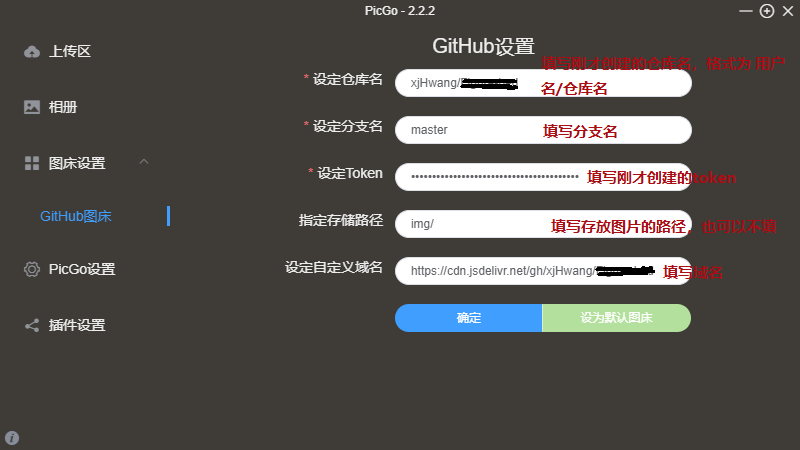 PicGo - 2.2.2
上传区
相册
图床设置
GitHub图床
PicGo设置
插件设置
GitHub设置
填写刚才创建的仓库名，格式为 用户
名/仓库名
* 设定仓库名
xjHwang/
* 设定分支名
master
填写分支名
* 设定Token
填写刚才创建的token
指定存储路径
img/
填写存放图片的路径，也可以不填
设定自定义域名
https://cdn.jsdelivr.net/gh/xjHwang/
填写域名
确定
设为默认图床